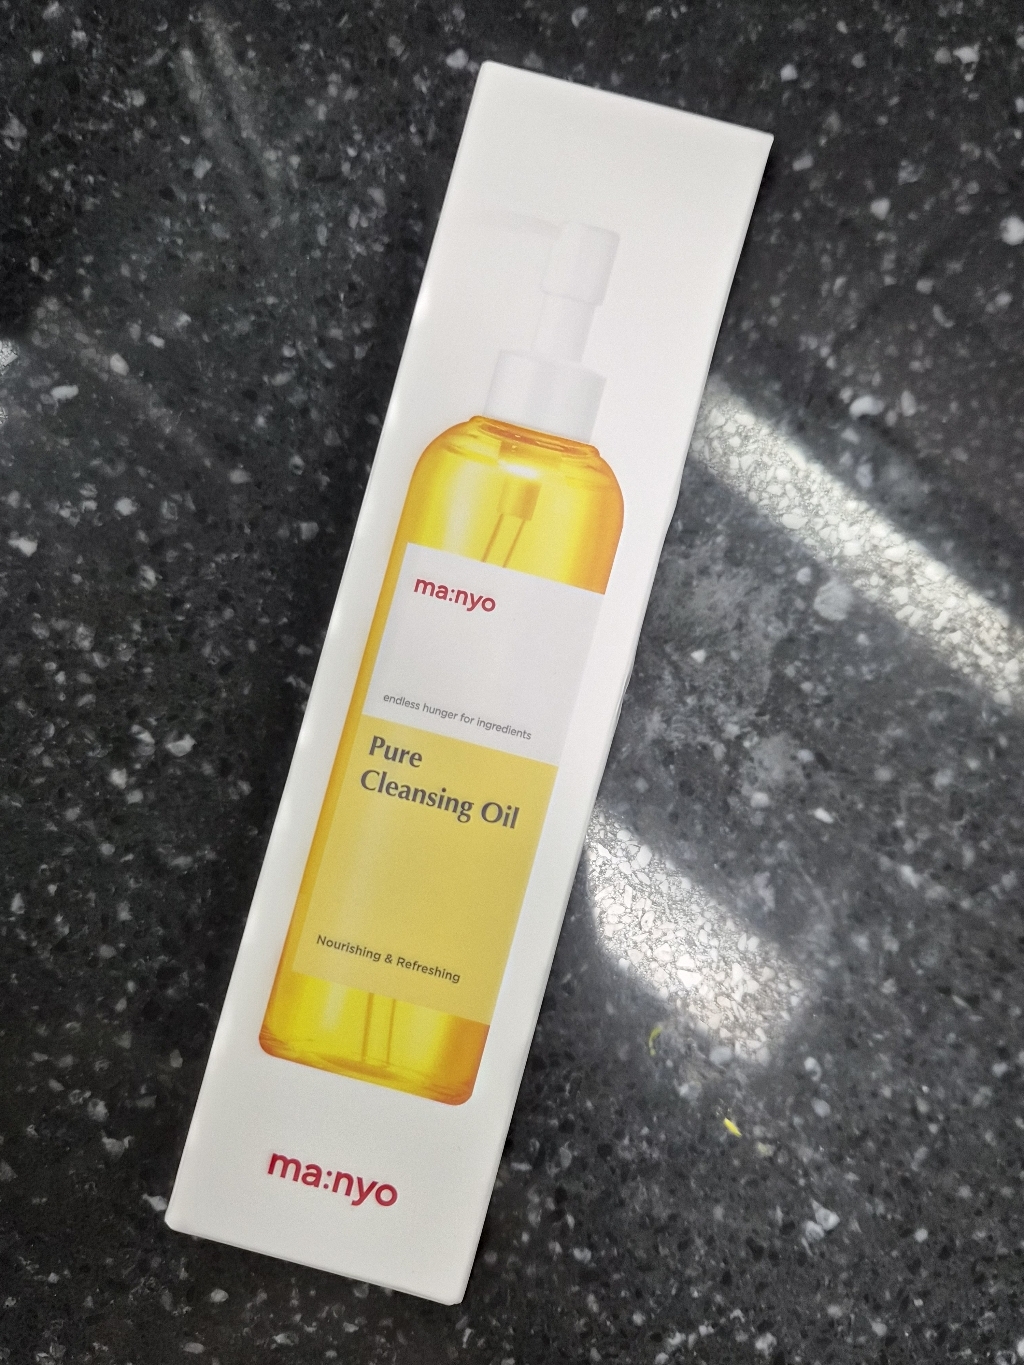 ma:nyo
endless hunger for ingredients
Pure
Cleansing Oil
Nourishing & Refreshing
ma:nyo